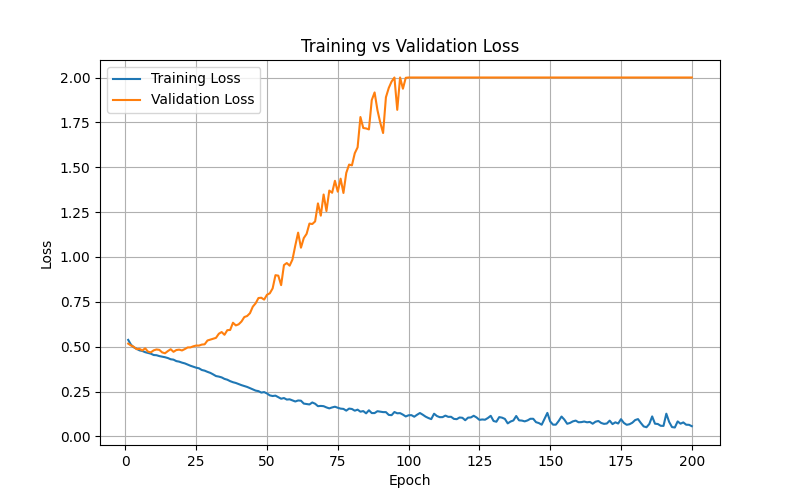 Training vs Validation Loss
Training Loss
Validation Loss
Loss
2.00
1.75
1.50
1.25
1.00
0.75
0.50
0.25
0.00
0 25 50 75 100 125 150 175 200
Epoch